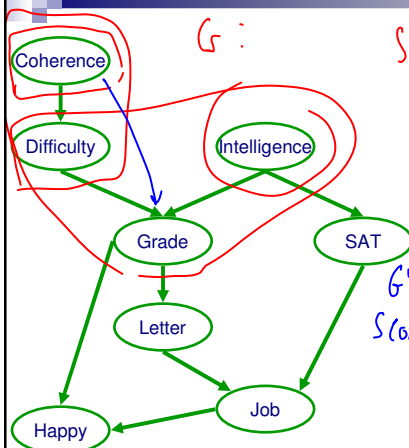 G :
S
Coherence
Difficulty
Intelligence
Grade
SAT
G'
Letter
Job
Happy